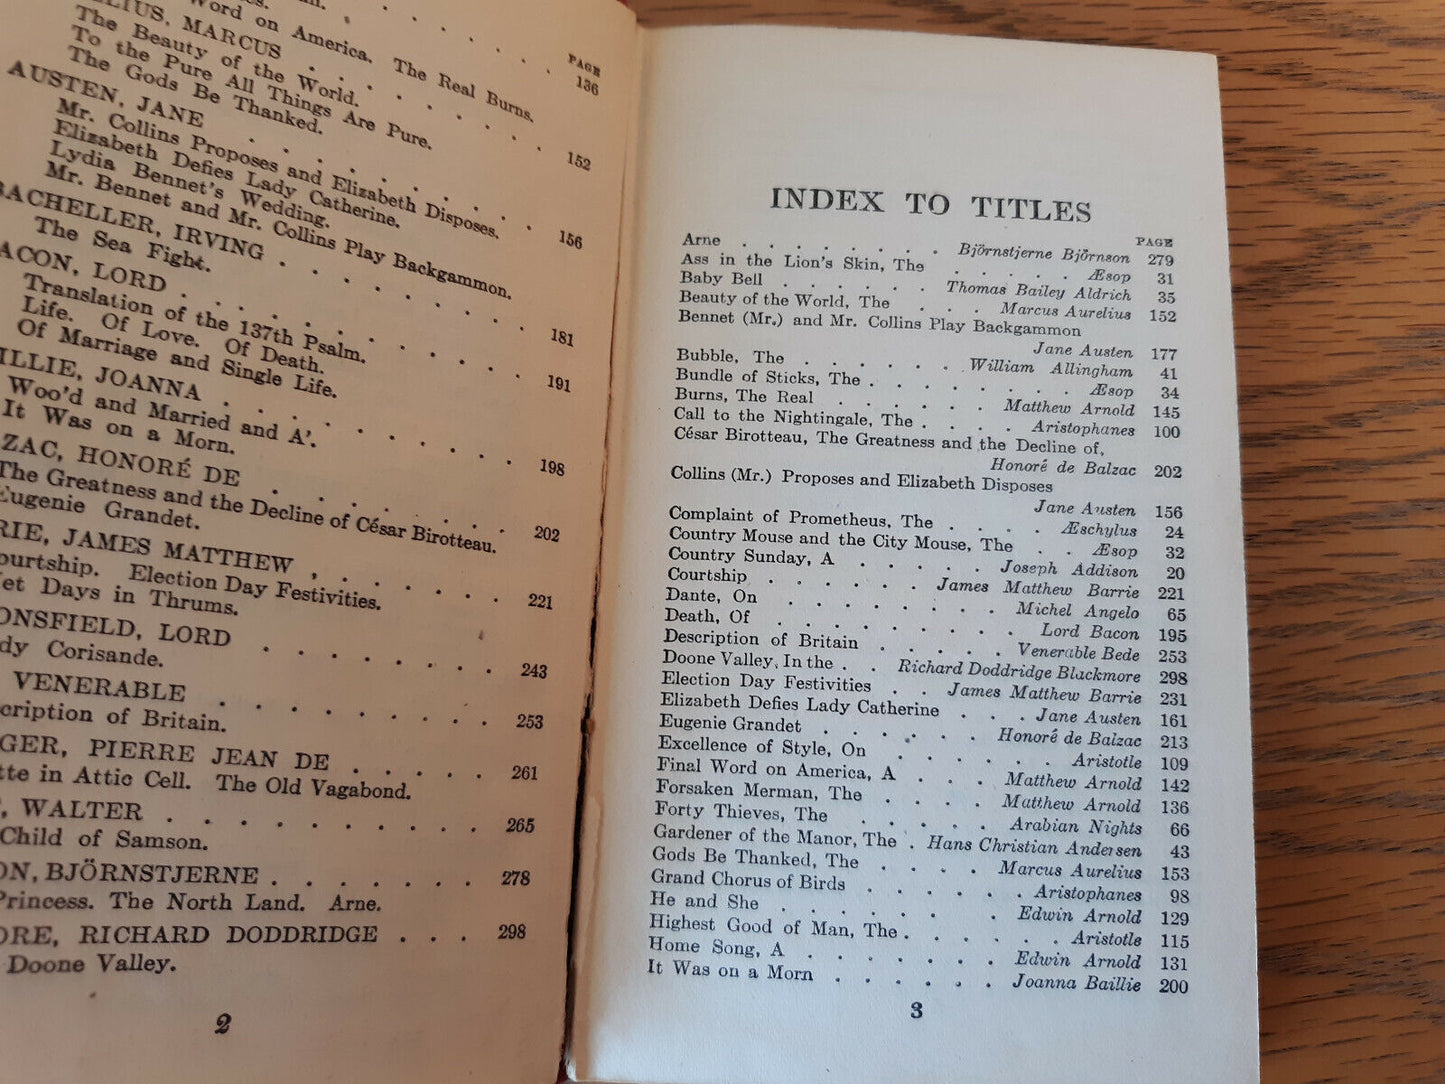 Word on America. The Real Burns.
PAGE
136
LIUS, MARCUS . . . . . . . 152
The Beauty of the World.
To the Pure All Things Are Pure.
The Gods Be Thanked.
AUSTEN, JANE . . . . . . . . 156
Mr. Collins Proposes and Elizabeth Disposes.
Elizabeth Defies Lady Catherine.
Lydia Bennet's Wedding.
Mr. Bennet and Mr. Collins Play Backgammon.
BACHELLER, IRVING . . . . . . . 181
The Sea Fight.
ACON, LORD . . . . . . . . 191
Translation of the 137th Psalm.
Life. Of Love. Of Death.
Of Marriage and Single Life.
ILLIE, JOANNA . . . . . . . . 198
Woo'd and Married and A'.
It Was on a Morn.
ZAC, HONORÉ DE . . . . . . . 202
The Greatness and the Decline of César Birotteau.
Eugenie Grandet.
RIE, JAMES MATTHEW . . . . . . 221
ourtship. Election Day Festivities.
et Days in Thrums.
ONSFIELD, LORD . . . . . . . 243
dy Corisande.
VENERABLE . . . . . . . . 253
cription of Britain.
GER, PIERRE JEAN DE . . . . . 261
tte in Attic Cell. The Old Vagabond.
, WALTER . . . . . . . . . 265
Child of Samson.
ON, BJÖRNSTJERNE . . . . . . . 278
Princess. The North Land. Arne.
ORE, RICHARD DODDRIDGE . . . 298
Doone Valley.
2
INDEX TO TITLES
PAGE
Arne . . . . . . . . Björnstjerne Björnson 279
Ass in the Lion's Skin, The . . . . . Æsop 31
Baby Bell . . . . . . Thomas Bailey Aldrich 35
Beauty of the World, The . . . Marcus Aurelius 152
Bennet (Mr.) and Mr. Collins Play Backgammon
Jane Austen 177
Bubble, The . . . . . . William Allingham 41
Bundle of Sticks, The . . . . . . . Æsop 34
Burns, The Real . . . . . . Matthew Arnold 145
Call to the Nightingale, The . . . . Aristophanes 100
César Birotteau, The Greatness and the Decline of,
Honoré de Balzac 202
Collins (Mr.) Proposes and Elizabeth Disposes
Jane Austen 156
Complaint of Prometheus, The . . . . Æschylus 24
Country Mouse and the City Mouse, The . . Æsop 32
Country Sunday, A . . . . . Joseph Addison 20
Courtship . . . . . . James Matthew Barrie 221
Dante, On . . . . . . . . Michel Angelo 65
Death, Of . . . . . . . . . Lord Bacon 195
Description of Britain . . . . . Venerable Bede 253
Doone Valley, In the . . Richard Doddridge Blackmore 298
Election Day Festivities . . James Matthew Barrie 231
Elizabeth Defies Lady Catherine . . . Jane Austen 161
Eugenie Grandet . . . . . . Honoré de Balzac 213
Excellence of Style, On . . . . . . Aristotle 109
Final Word on America, A . . . Matthew Arnold 142
Forsaken Merman, The . . . . Matthew Arnold 136
Forty Thieves, The . . . . . Arabian Nights 66
Gardener of the Manor, The . Hans Christian Andersen 43
Gods Be Thanked, The . . . . Marcus Aurelius 153
Grand Chorus of Birds . . . . . . Aristophanes 98
He and She . . . . . . . Edwin Arnold 129
Highest Good of Man, The . . . . . . Aristotle 115
Home Song, A . . . . . . . Edwin Arnold 131
It Was on a Morn . . . . . Joanna Baillie 200
3